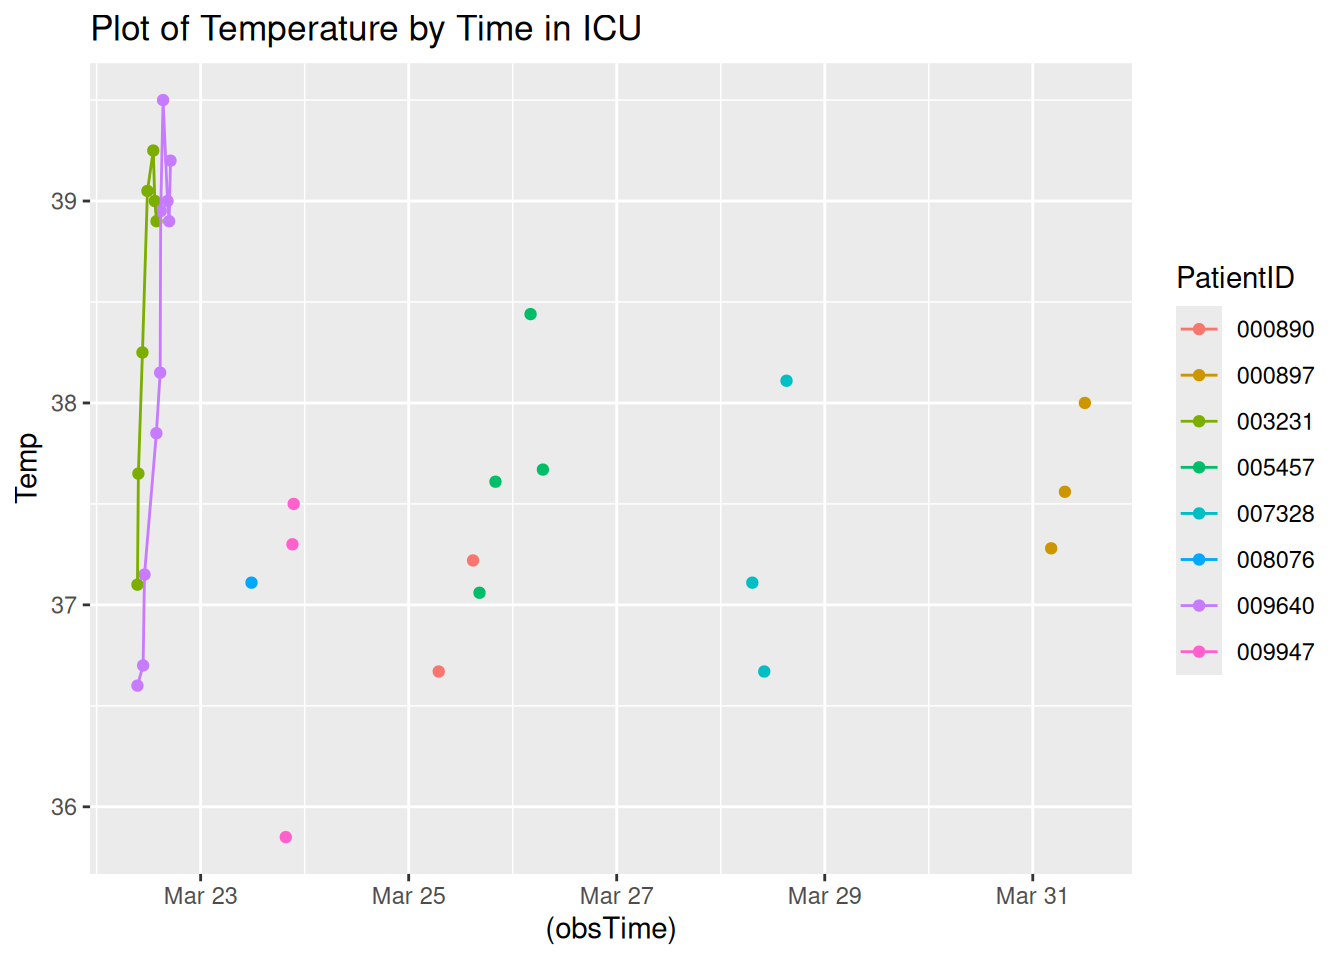 Plot of Temperature by Time in ICU
39
38
37
36
Temp
Mar 23
Mar 25
Mar 27
Mar 29
Mar 31
(obsTime)
PatientID
000890
000897
003231
005457
007328
008076
009640
009947